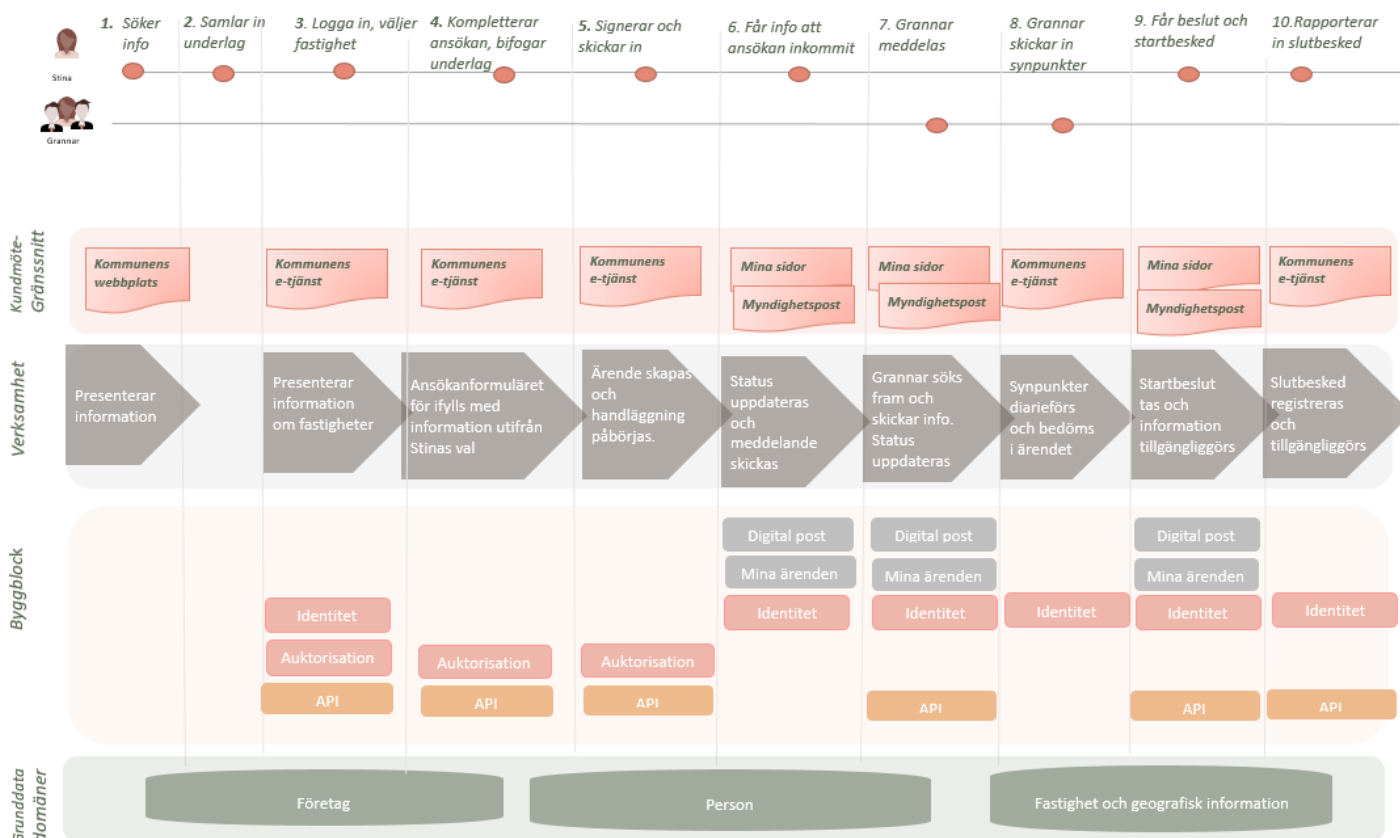 1. Söker
info
2. Samlar in
underlag
3. Logga in, väljer
fastighet
4. Kompletterar
ansökan, bifogar
underlag
5. Signerar och
skickar in
6. Får info att
ansökan inkommit
7. Grannar
meddelas
8. Grannar
skickar in
synpunkter
9. Får beslut och
startbesked
10.Rapporterar
in slutbesked
Stina
Grannar
Kundmöte-
Gränssnitt
Kommunens
webbplats
Kommunens
e-tjänst
Kommunens
e-tjänst
Kommunens
e-tjänst
Mina sidor
Myndighetspost
Mina sidor
Myndighetspost
Kommunens
e-tjänst
Mina sidor
Myndighetspost
Kommunens
e-tjänst
Verksamhet
Presenterar
information
Presenterar
information
om fastigheter
Ansökanformuläret
för ifylls med
information utifrån
Stinas val
Ärende skapas
och
handläggning
påbörjas.
Status
uppdateras
och
meddelande
skickas
Grannar söks
fram och
skickar info.
Status
uppdateras
Synpunkter
diarieförs
och bedöms
i ärendet
Startbeslut
tas och
information
tillgängliggörs
Slutbesked
registreras
och
tillgängliggörs
Byggblock
Identitet
Auktorisation
API
Auktorisation
API
Auktorisation
API
Digital post
Mina ärenden
Identitet
Digital post
Mina ärenden
Identitet
API
Identitet
Digital post
Mina ärenden
Identitet
API
Identitet
API
Grunddata
domäner
Företag
Person
Fastighet och geografisk information